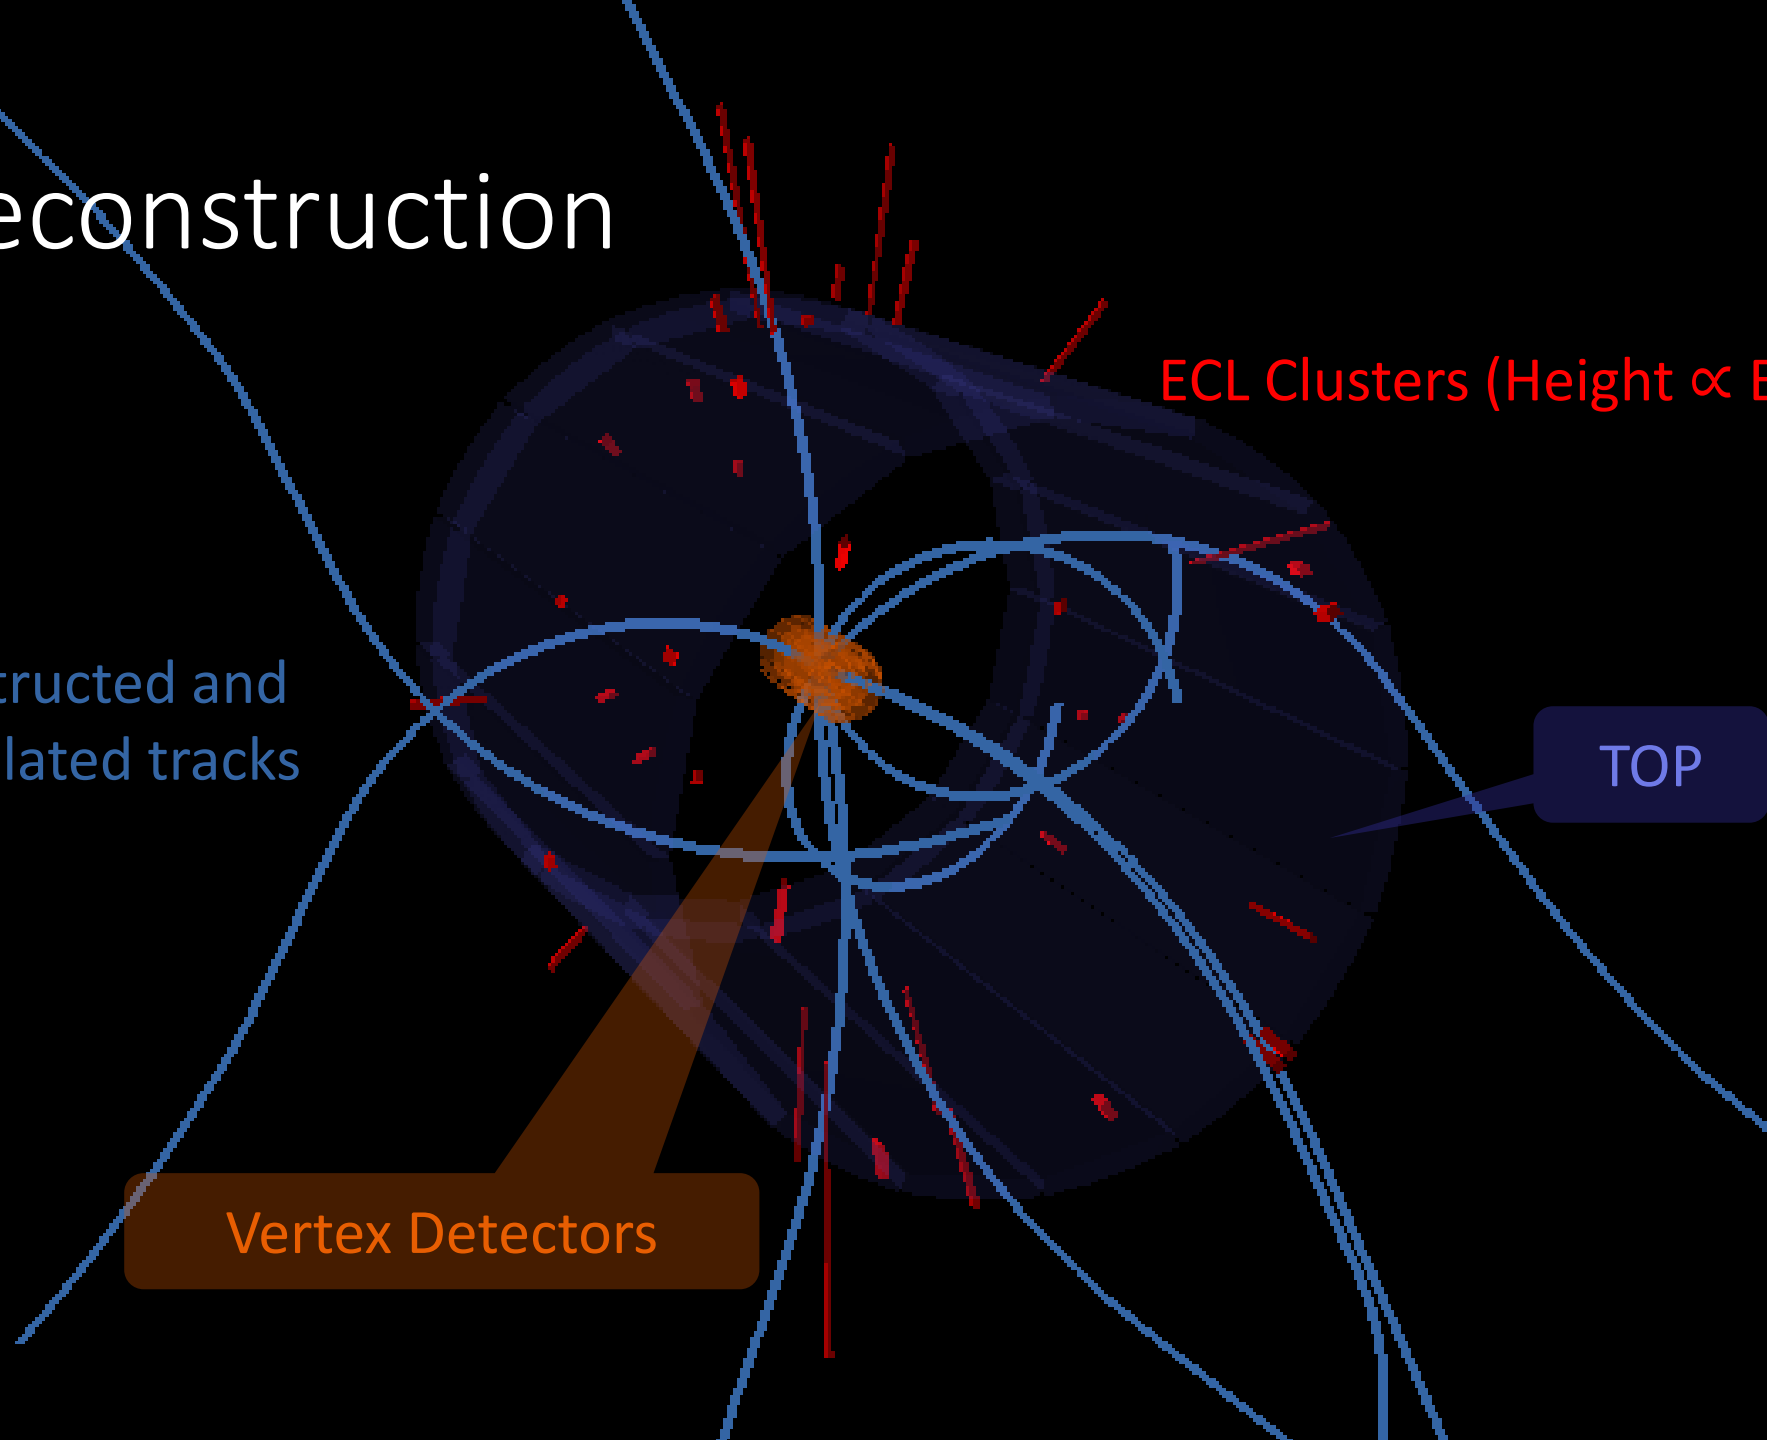 econstruction
ECL Clusters (Height ∝ E
tructed and
lated tracks
TOP
Vertex Detectors